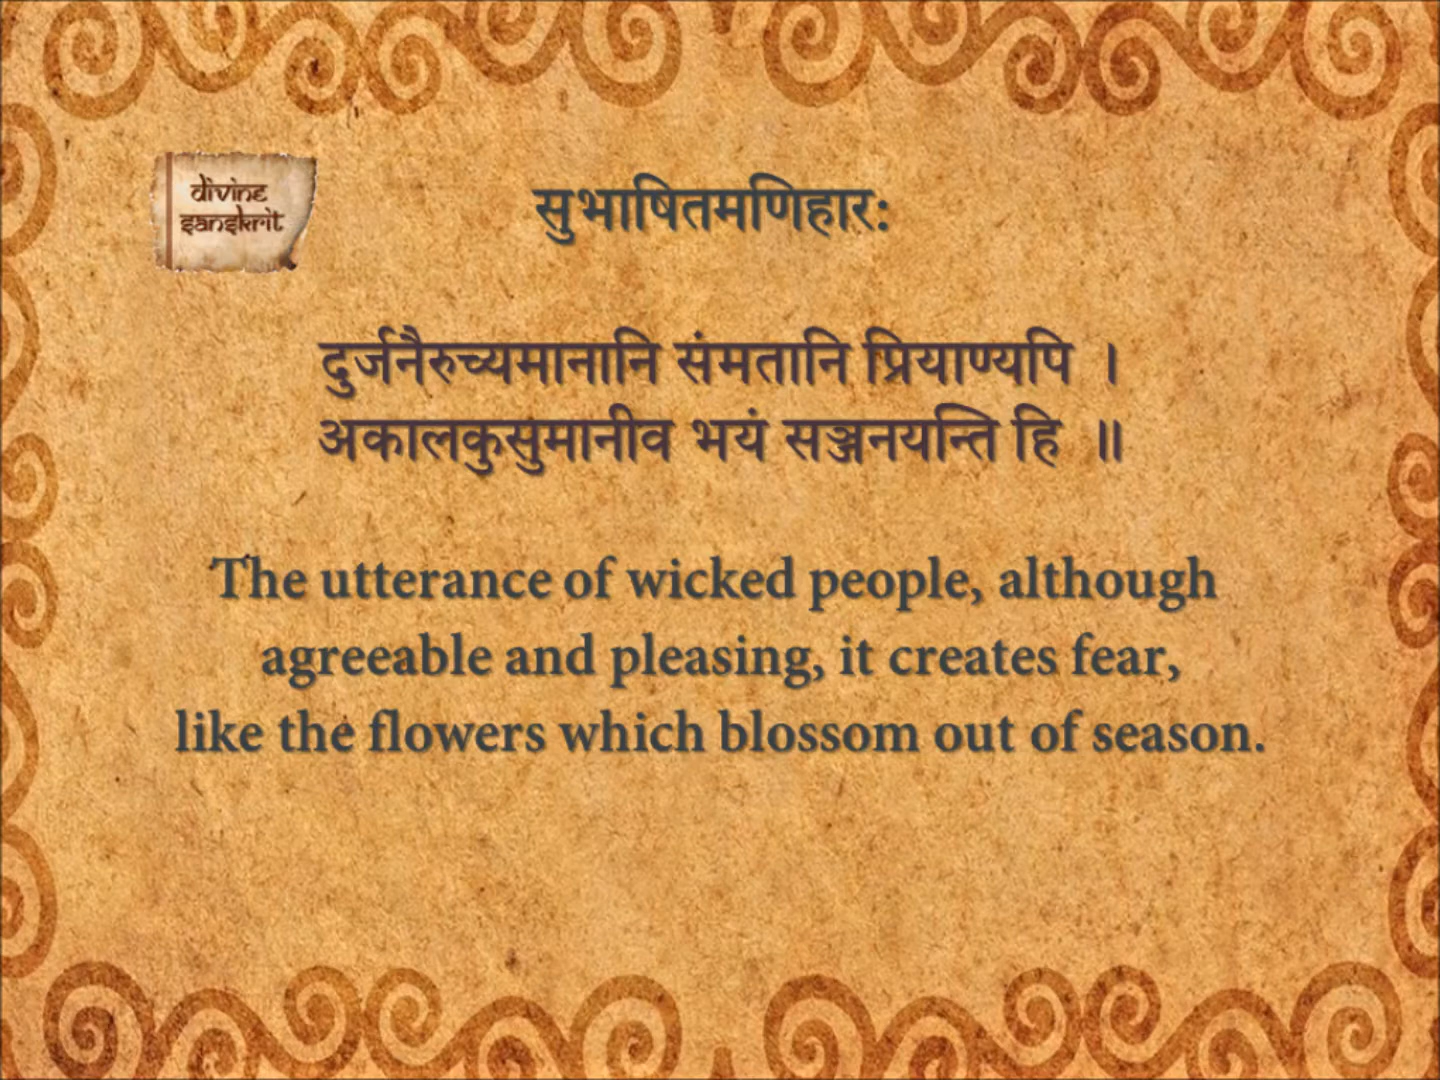 divine
sanskrit
सुभाषितमणिहार:
दुर्जनैरुच्यमानानि संमतानि प्रियाण्यपि ।
अकालकुसुमानीव भयं सञ्जनयन्ति हि ॥
The utterance of wicked people, although
agreeable and pleasing, it creates fear,
like the flowers which blossom out of season.